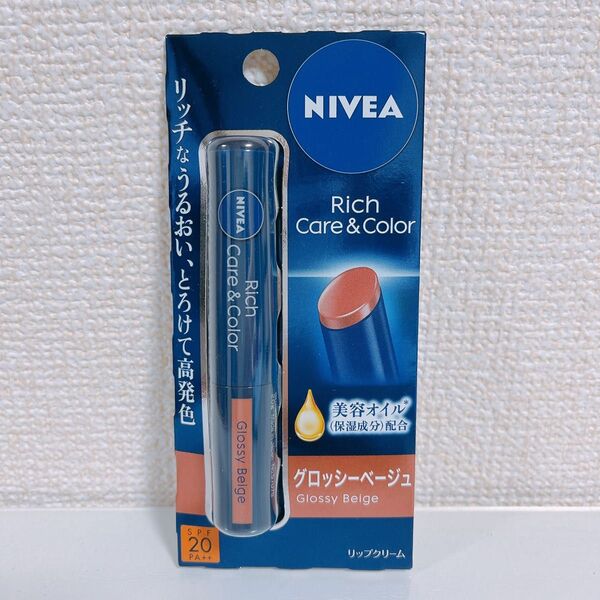 リッチなうるおい、とろけて高発色
NIVEA
Rich
Care & Color
NIVEA
Rich
Care & Color
Glossy Beige
美容オイル*
(保湿成分)配合
グロッシーベージュ
Glossy Beige
SPF
20
PA++
リップクリーム